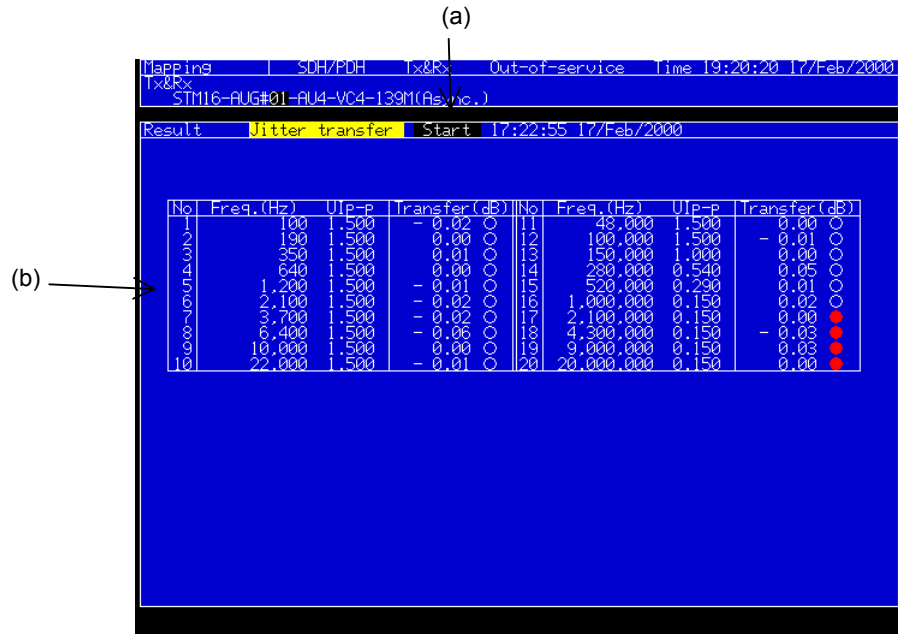 (a)
Mapping | SDH/PDH Tx&Rx Out-of-service Time 19:20:20 17/Feb/2000
Tx&Rx
STM16-AUG#01-AU4-VC4-139M(Async.)
Result Jitter transfer Start 17:22:55 17/Feb/2000
No Freq.(Hz) UIp-p Transfer(dB) No Freq.(Hz) UIp-p Transfer(dB)
1 100 1.500 - 0.02 ○ 11 48,000 1.500 0.00 ○
2 190 1.500 0.00 ○ 12 100,000 1.500 - 0.01 ○
3 350 1.500 0.01 ○ 13 150,000 1.000 0.00 ○
4 640 1.500 0.00 ○ 14 280,000 0.540 0.05 ○
(b)
5 1,200 1.500 - 0.01 ○ 15 520,000 0.290 0.01 ○
6 2,100 1.500 - 0.02 ○ 16 1,000,000 0.150 0.02 ○
7 3,700 1.500 - 0.02 ○ 17 2,100,000 0.150 0.00 ●
8 6,400 1.500 - 0.06 ○ 18 4,300,000 0.150 - 0.03 ●
9 10,000 1.500 0.00 ○ 19 9,000,000 0.150 0.03 ●
10 22,000 1.500 - 0.01 ○ 20 20,000,000 0.150 0.00 ●